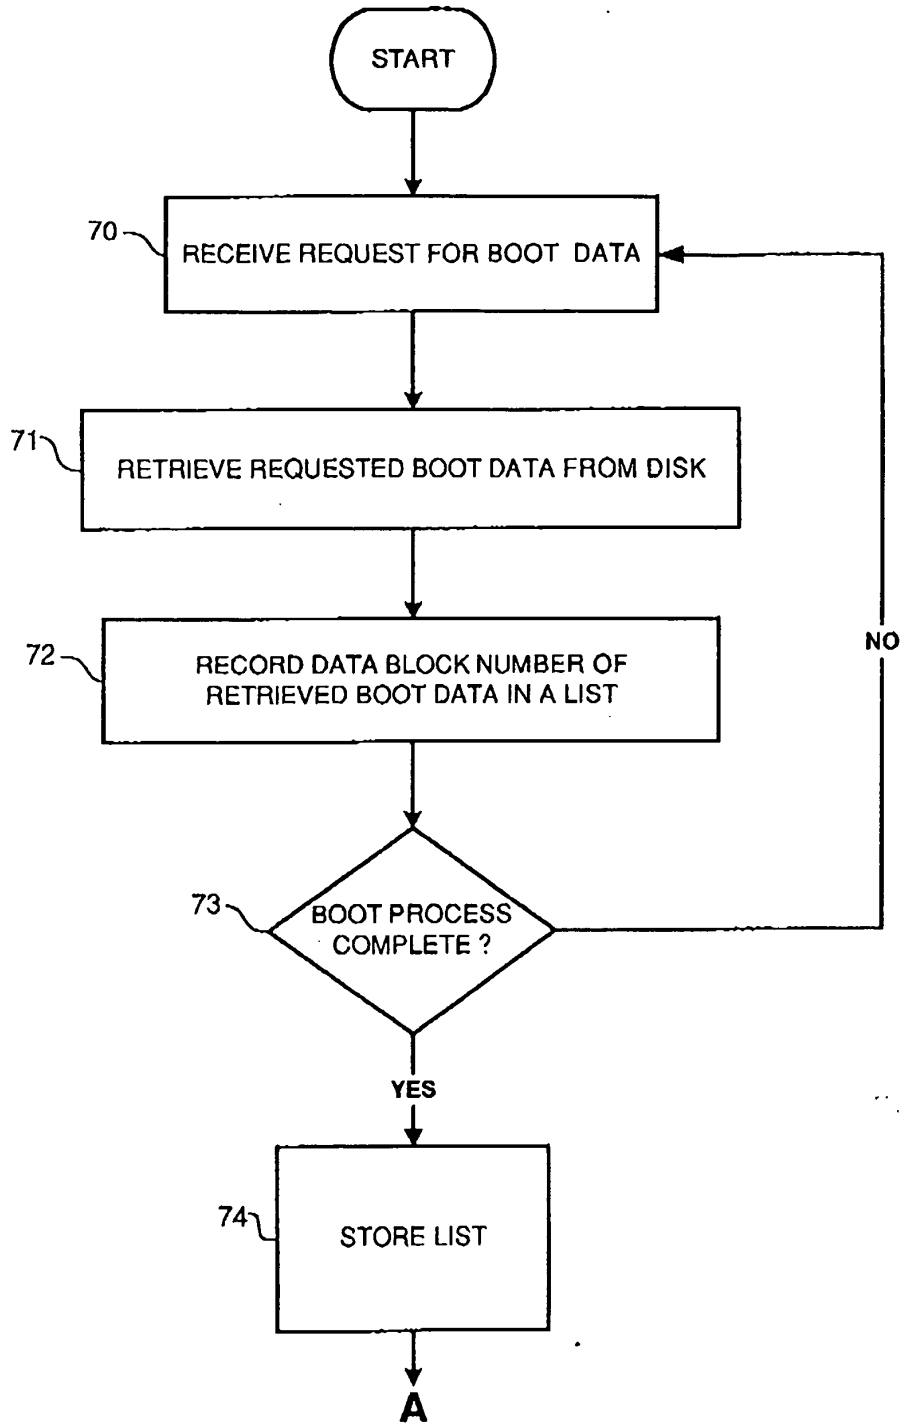 START
70
RECEIVE REQUEST FOR BOOT DATA
71
RETRIEVE REQUESTED BOOT DATA FROM DISK
72
RECORD DATA BLOCK NUMBER OF
RETRIEVED BOOT DATA IN A LIST
NO
73
BOOT PROCESS
COMPLETE ?
YES
74
STORE LIST
A